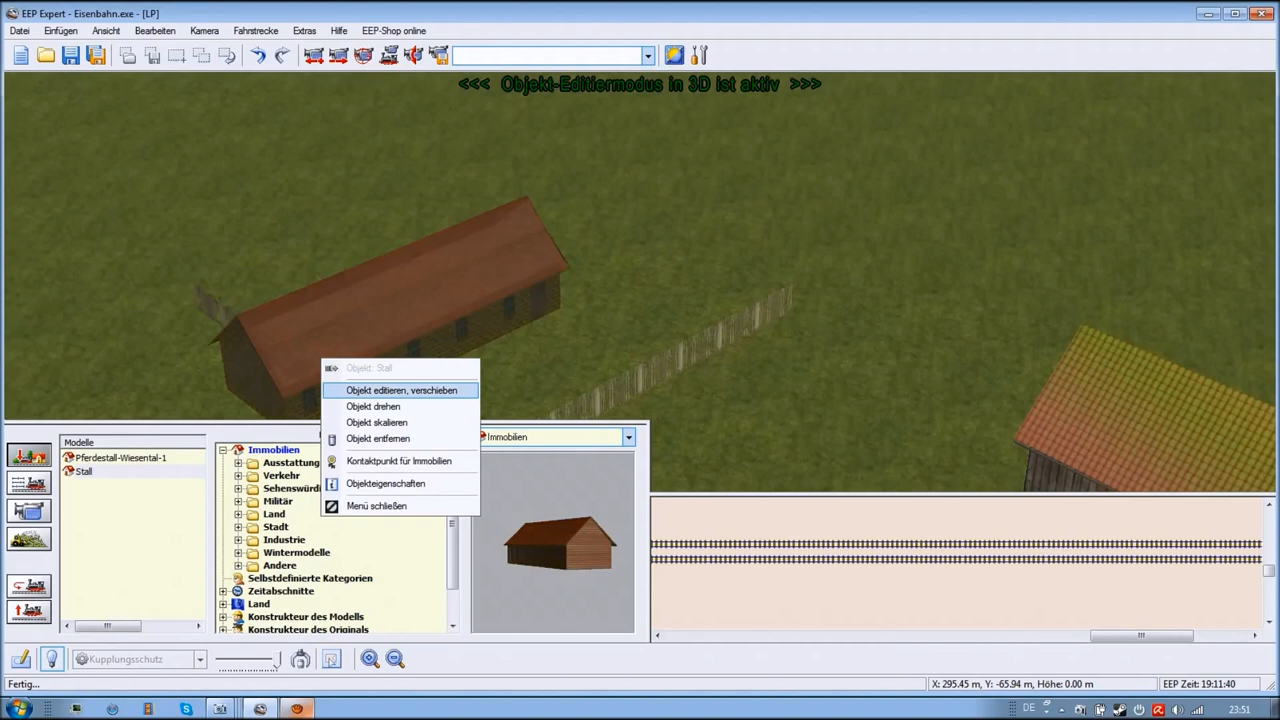 EEP Expert - Eisenbahn.exe - [LP]
Datei Einfügen Ansicht Bearbeiten Kamera Fahrstrecke Extras Hilfe EEP-Shop online
<<< Objekt-Editiermodus in 3D ist aktiv >>>
Objekt: Stall
Objekt editieren, verschieben
Objekt drehen
Objekt skalieren
Objekt entfernen
Kontaktpunkt für Immobilien
Objekteigenschaften
Menü schließen
Modelle
Pferdestall-Wiesental-1
Stall
Immobilien
Ausstattung
Verkehr
Sehenswürdi
Militär
Land
Stadt
Industrie
Wintermodelle
Andere
Selbstdefinierte Kategorien
Zeitabschnitte
Land
Konstrukteur des Modells
Konstrukteur des Originals
Immobilien
Kupplungsschutz
Fertig...
X: 295.45 m, Y: -65.94 m, Höhe: 0.00 m
EEP Zeit: 19:11:40
DE
23:51